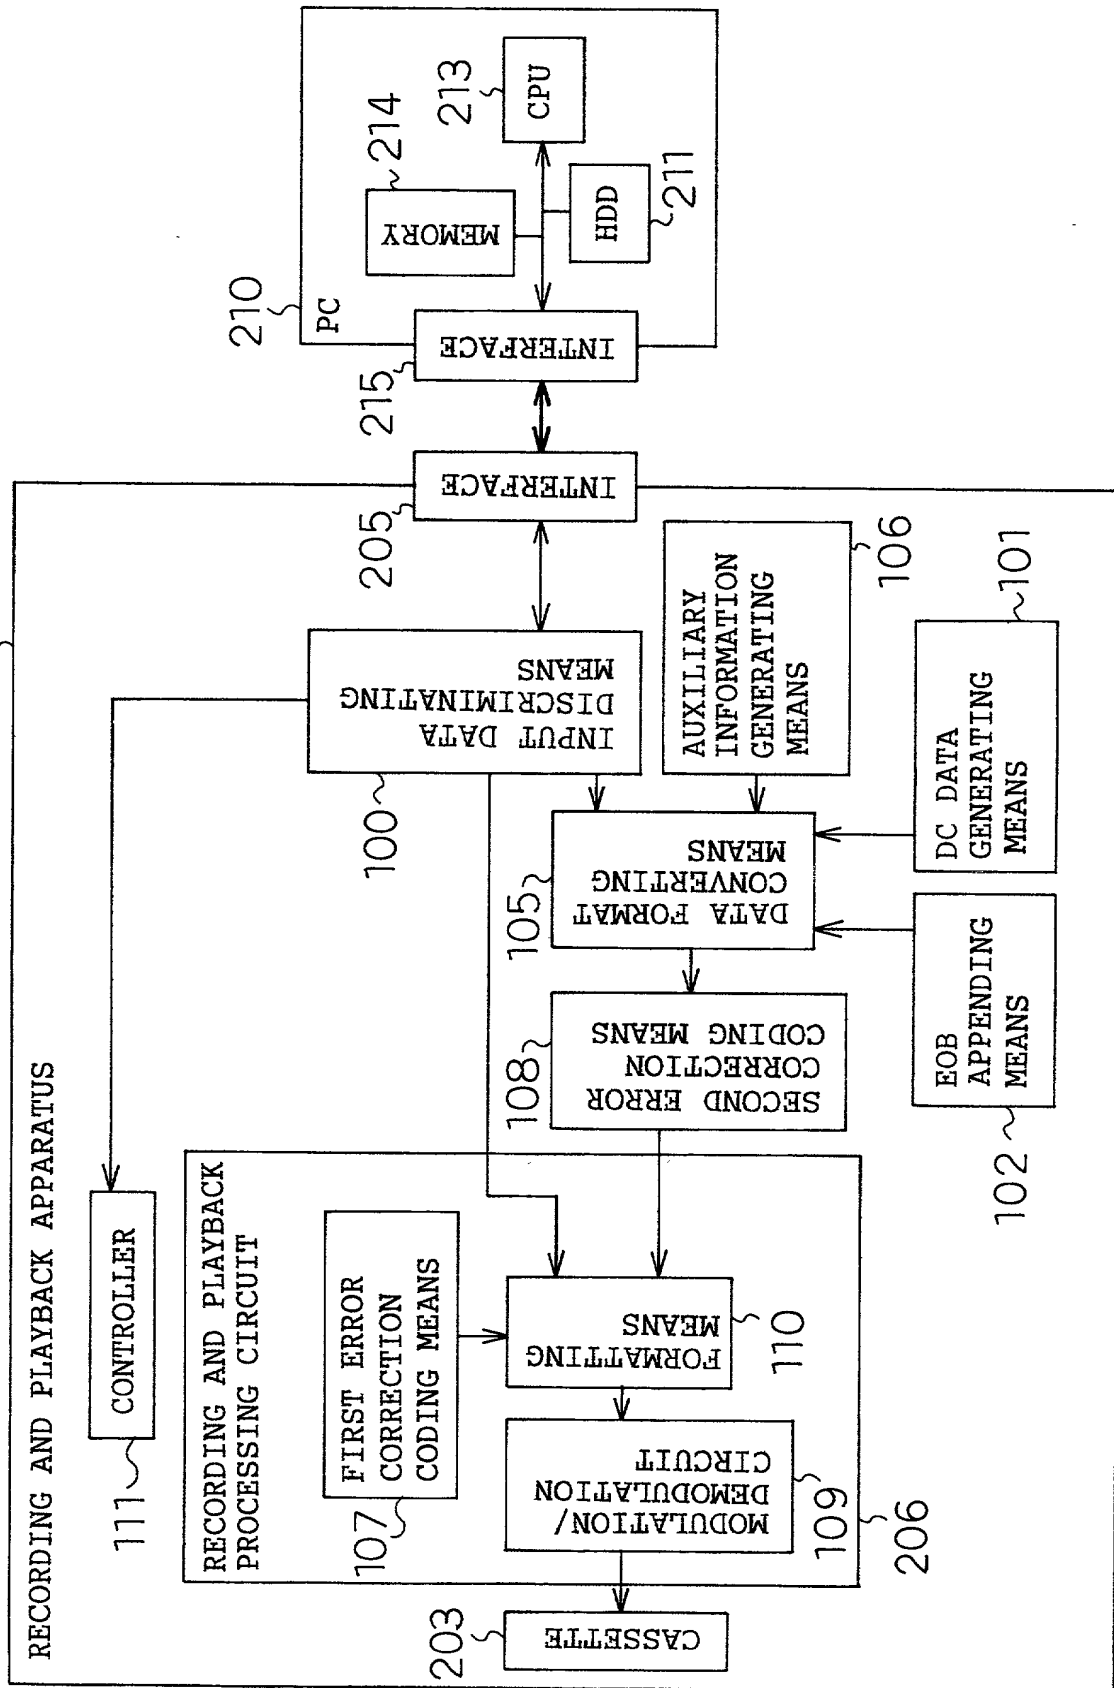 RECORDING AND PLAYBACK APPARATUS
111
CONTROLLER
RECORDING AND PLAYBACK
PROCESSING CIRCUIT
107
FIRST ERROR
CORRECTION
CODING MEANS
203
CASSETTE
MODULATION/
DEMODULATION
CIRCUIT
109
206
FORMATTING
MEANS
110
108
SECOND ERROR
CORRECTION
CODING MEANS
105
DATA FORMAT
CONVERTING
MEANS
100
INPUT DATA
DISCRIMINATING
MEANS
102
EOB
APPENDING
MEANS
101
DC DATA
GENERATING
MEANS
106
AUXILIARY
INFORMATION
GENERATING
MEANS
205
INTERFACE
215
INTERFACE
210
PC
214
MEMORY
213
CPU
HDD
211